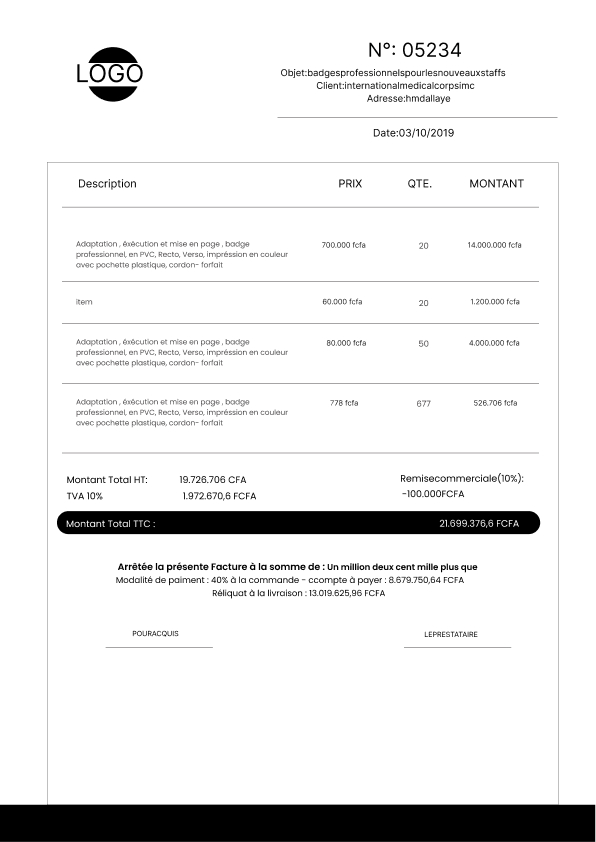 LOGO
N°: 05234
Objet:badgesprofessionnelspourlesnouveauxstaffs
Client:internationalmedicalcorpsimc
Adresse:hmdallaye
Date:03/10/2019
Description PRIX QTE. MONTANT
Adaptation , éxécution et mise en page , badge
professionnel, en PVC, Recto, Verso, impréssion en couleur
avec pochette plastique, cordon- forfait
700.000 fcfa 20 14.000.000 fcfa
Item 60.000 fcfa 20 1.200.000 fcfa
Adaptation , éxécution et mise en page , badge
professionnel, en PVC, Recto, Verso, impréssion en couleur
avec pochette plastique, cordon- forfait
80.000 fcfa 50 4.000.000 fcfa
Adaptation , éxécution et mise en page , badge
professionnel, en PVC, Recto, Verso, impréssion en couleur
avec pochette plastique, cordon- forfait
778 fcfa 677 526.706 fcfa
Montant Total HT: 19.726.706 CFA
TVA 10% 1.972.670,6 FCFA
Remisecommerciale(10%):
-100.000FCFA
Montant Total TTC : 21.699.376,6 FCFA
Arrêtée la présente Facture à la somme de : Un million deux cent mille plus que
Modalité de paiment : 40% à la commande - ccompte à payer : 8.679.750,64 FCFA
Réliquat à la livraison : 13.019.625,96 FCFA
POURACQUIS LEPRESTATAIRE